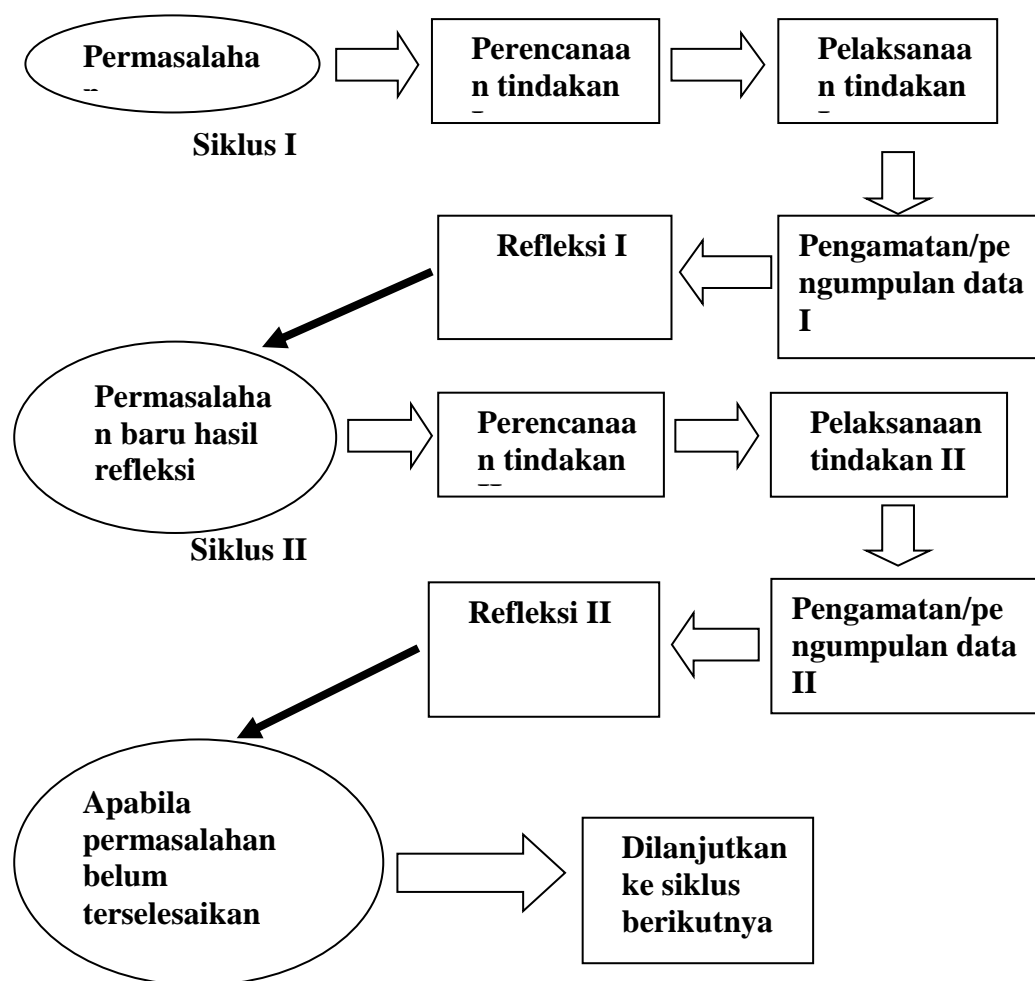 Permasalaha
Perencanaa
n tindakan
Pelaksanaa
n tindakan
Siklus I
Refleksi I
Pengamatan/pe
ngumpulan data
I
Permasalaha
n baru hasil
refleksi
Perencanaa
n tindakan
Pelaksanaan
tindakan II
Siklus II
Refleksi II
Pengamatan/pe
ngumpulan data
II
Apabila
permasalahan
belum
terselesaikan
Dilanjutkan
ke siklus
berikutnya